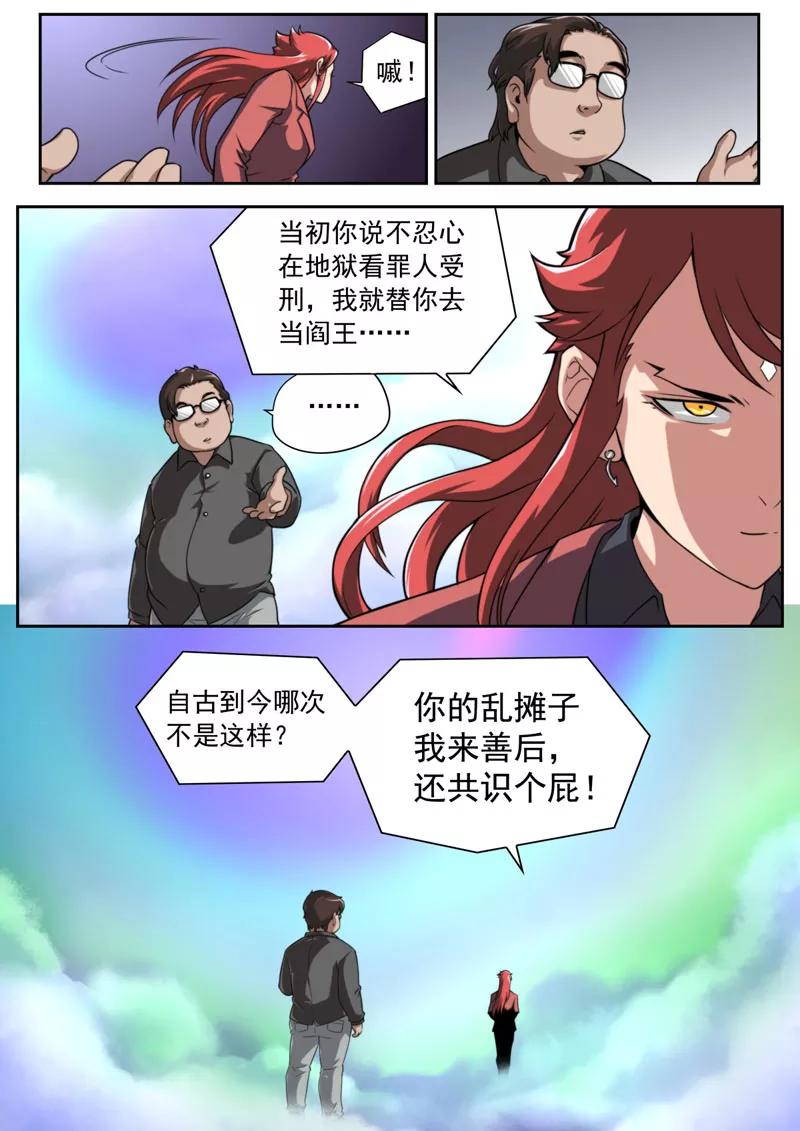 嘁！
当初你说不忍心
在地狱看罪人受
刑，我就替你去
当阎王……
……
自古到今哪次
不是这样？
你的乱摊子
我来善后，
还共识个屁！